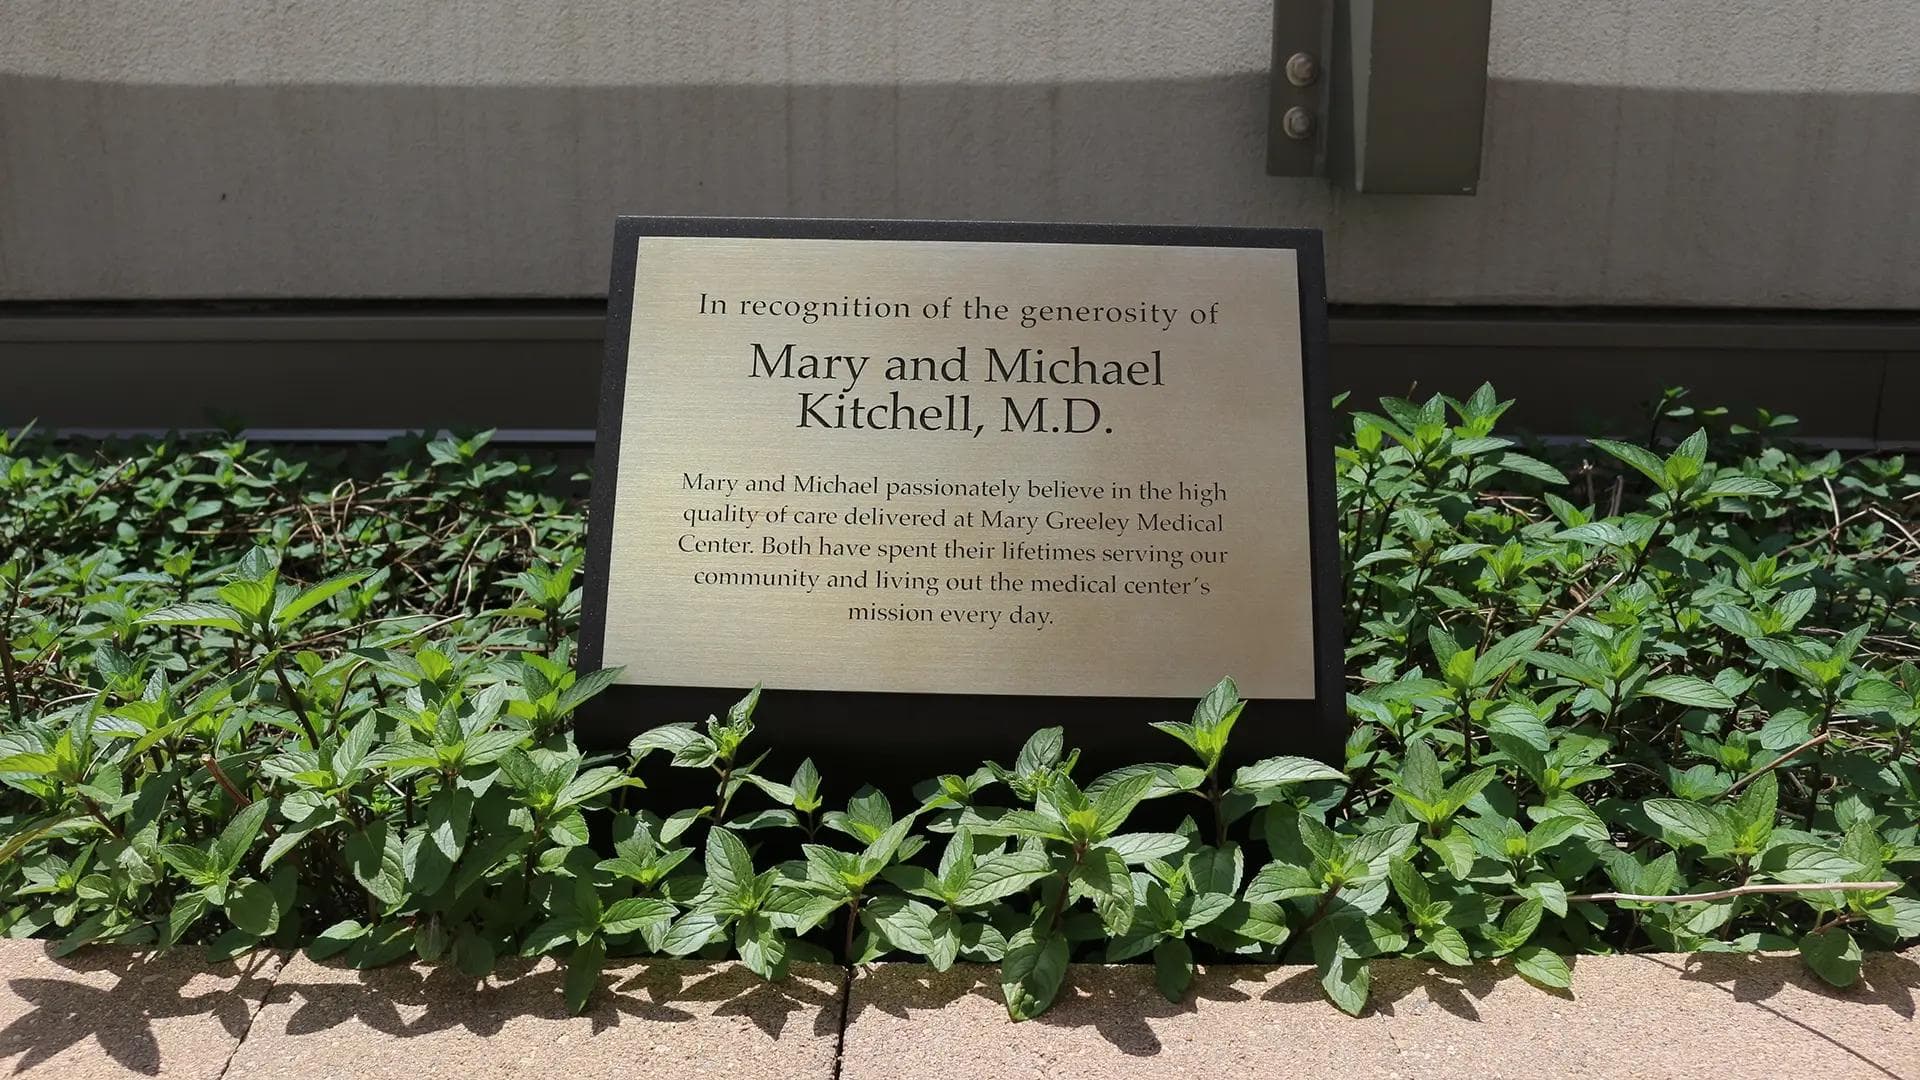 In recognition of the generosity of
Mary and Michael
Kitchell, M.D.
Mary and Michael passionately believe in the high
quality of care delivered at Mary Greeley Medical
Center. Both have spent their lifetimes serving our
community and living out the medical center's
mission every day.